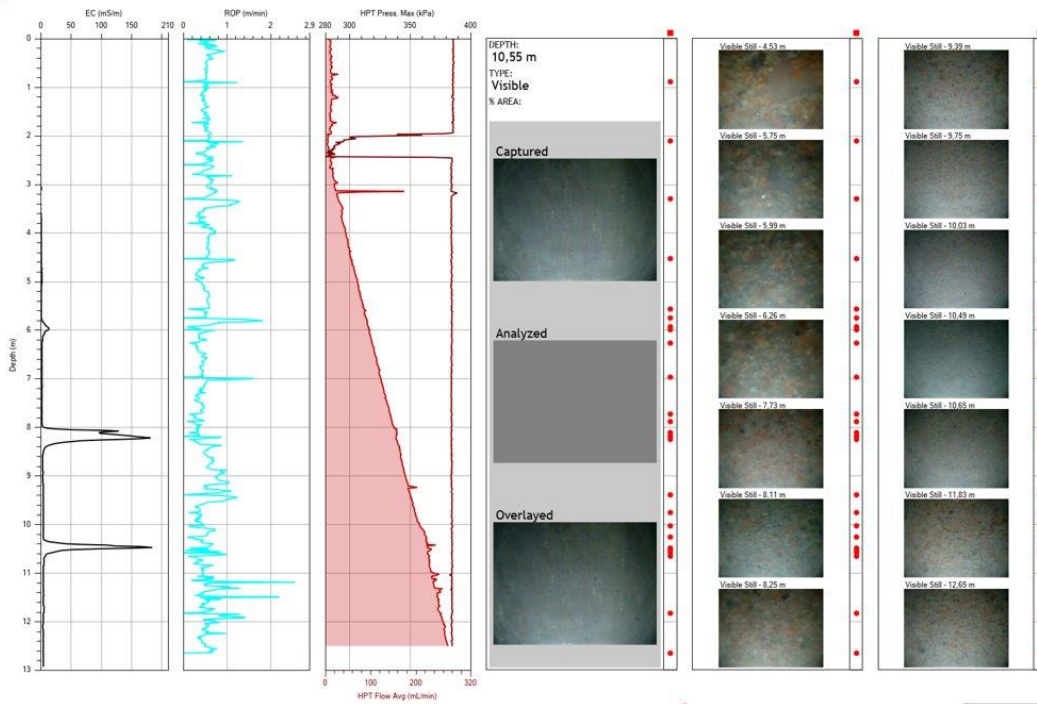 EC (mS/m)
0 50 100 150 210
ROP (m/min)
0 1 2 2.9
HPT Press. Max (kPa)
280 300 350 400
Depth (m)
0
1
2
3
4
5
6
7
8
9
10
11
12
13
0 100 200 320
HPT Flow Avg (mL/min)
DEPTH:
10,55 m
TYPE:
Visible
% AREA:
Captured
Analyzed
Overlayed
Visible Still - 4,53 m
Visible Still - 5,75 m
Visible Still - 5,99 m
Visible Still - 6,26 m
Visible Still - 7,73 m
Visible Still - 8,11 m
Visible Still - 8,25 m
Visible Still - 9,39 m
Visible Still - 9,75 m
Visible Still - 10,03 m
Visible Still - 10,49 m
Visible Still - 10,65 m
Visible Still - 11,83 m
Visible Still - 12,65 m